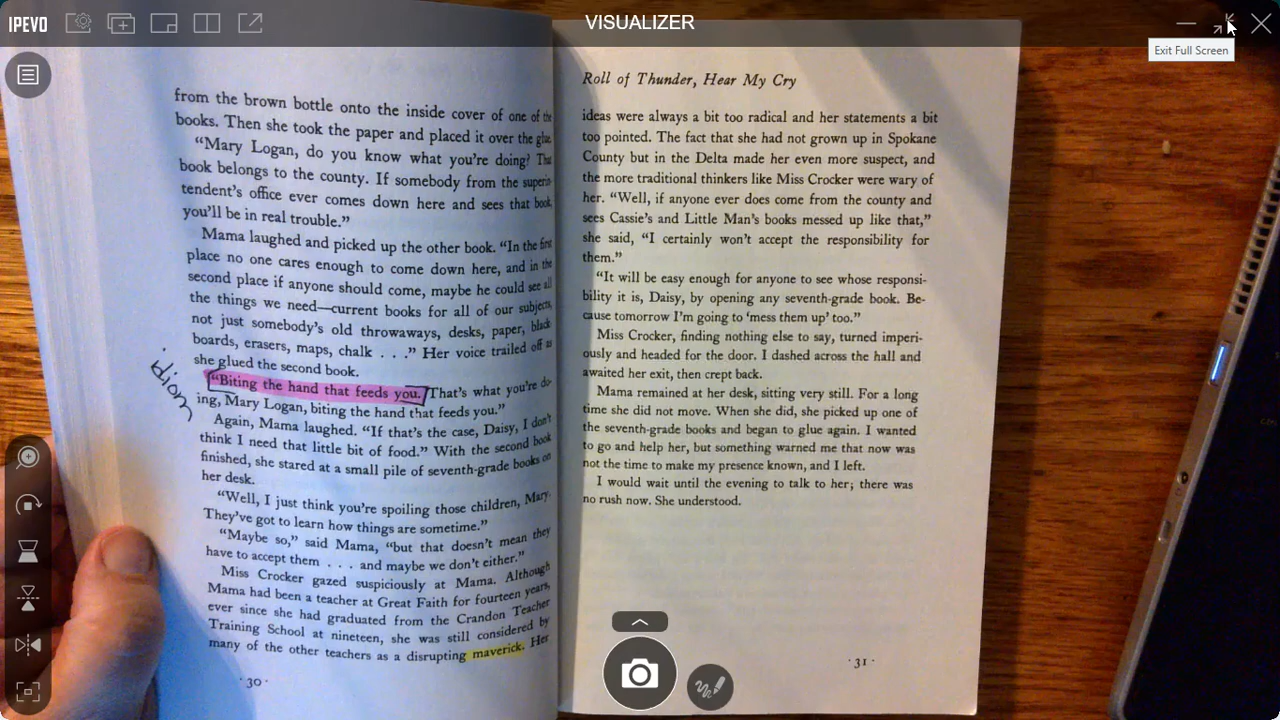 IPEVO
VISUALIZER
Exit Full Screen
from the brown bottle onto the inside cover of one of the
books. Then she took the paper and placed it over the glue.
“Mary Logan, do you know what you’re doing? That
book belongs to the county. If somebody from the superin-
tendent’s office ever comes down here and sees that book,
you’ll be in real trouble.”
Mama laughed and picked up the other book. “In the first
place no one cares enough to come down here, and in the
second place if anyone should come, maybe he could see all
the things we need—current books for all of our subjects,
not just somebody’s old throwaways, desks, paper, black-
boards, erasers, maps, chalk . . .” Her voice trailed off as
she glued the second book.
“Biting the hand that feeds you. That’s what you’re do-
ing, Mary Logan, biting the hand that feeds you.”
Again, Mama laughed. “If that’s the case, Daisy, I don’t
think I need that little bit of food.” With the second book
finished, she stared at a small pile of seventh-grade books on
her desk.
“Well, I just think you’re spoiling those children, Mary.
They’ve got to learn how things are sometime.”
“Maybe so,” said Mama, “but that doesn’t mean they
have to accept them . . . and maybe we don’t either.”
Miss Crocker gazed suspiciously at Mama. Although
Mama had been a teacher at Great Faith for fourteen years,
ever since she had graduated from the Crandon Teacher
Training School at nineteen, she was still considered by
many of the other teachers as a disrupting maverick. Her
· 30 ·
idiom
Roll of Thunder, Hear My Cry
ideas were always a bit too radical and her statements a bit
too pointed. The fact that she had not grown up in Spokane
County but in the Delta made her even more suspect, and
the more traditional thinkers like Miss Crocker were wary of
her. “Well, if anyone ever does come from the county and
sees Cassie’s and Little Man’s books messed up like that,”
she said, “I certainly won’t accept the responsibility for
them.”
“It will be easy enough for anyone to see whose responsi-
bility it is, Daisy, by opening any seventh-grade book. Be-
cause tomorrow I’m going to ‘mess them up’ too.”
Miss Crocker, finding nothing else to say, turned imperi-
ously and headed for the door. I dashed across the hall and
awaited her exit, then crept back.
Mama remained at her desk, sitting very still. For a long
time she did not move. When she did, she picked up one of
the seventh-grade books and began to glue again. I wanted
to go and help her, but something warned me that now was
not the time to make my presence known, and I left.
I would wait until the evening to talk to her; there was
no rush now. She understood.
· 31 ·